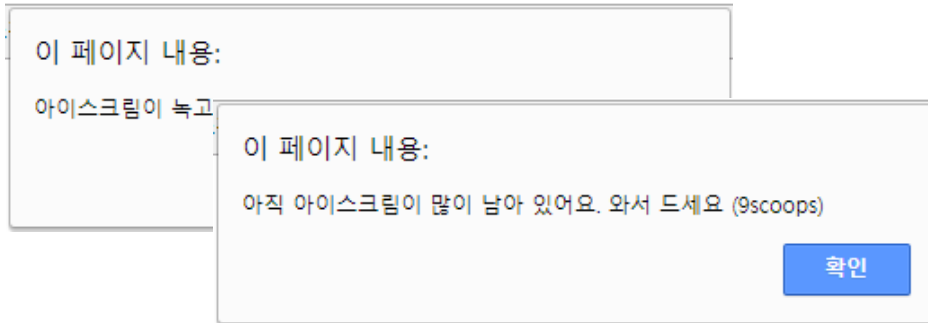 이 페이지 내용:
아이스크림이 녹고
이 페이지 내용:
아직 아이스크림이 많이 남아 있어요. 와서 드세요 (9scoops)
확인